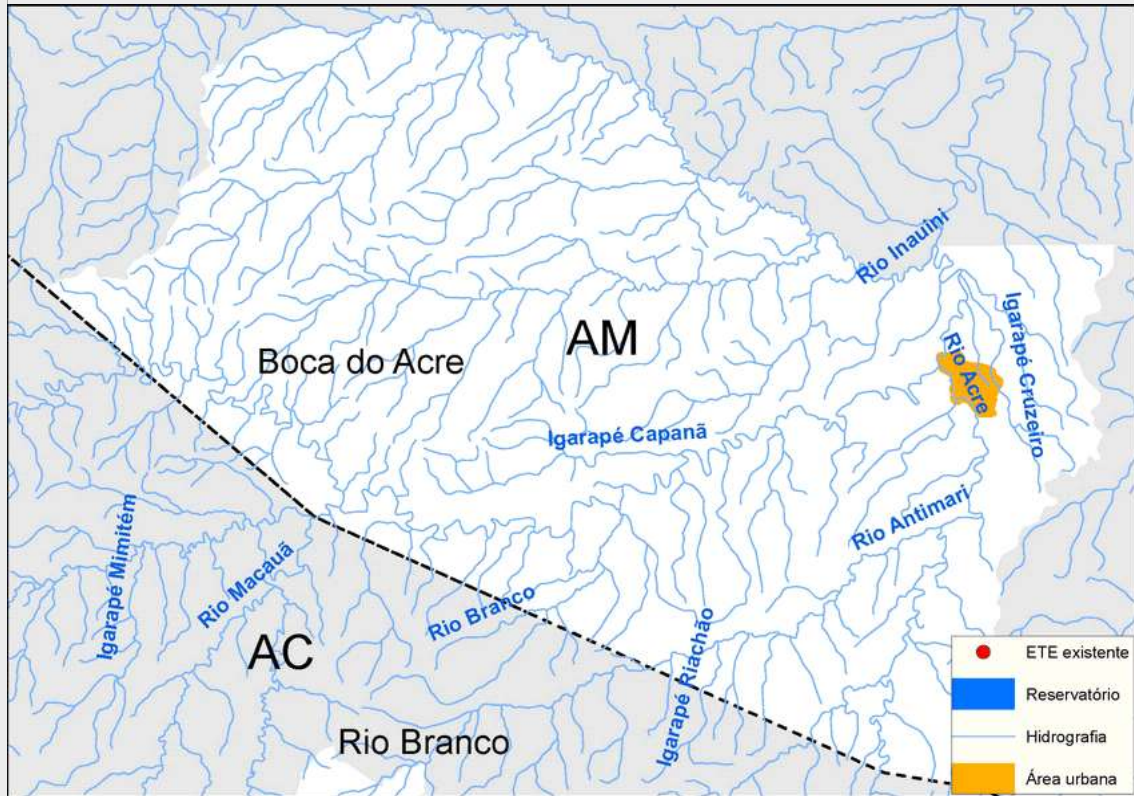 Rio Inauini
Igarapé Cruzeiro
AM
Boca do Acre
Rio Acre
Igarapé Capanã
Rio Antimari
Igarapé Mimitém
Rio Macauã
Rio Branco
AC
Igarapé Riachão
Rio Branco
ETE existente
Reservatório
Hidrografia
Área urbana